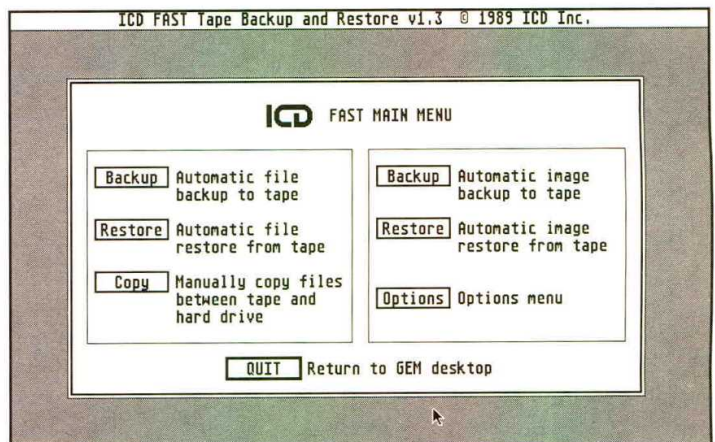 ICD FAST Tape Backup and Restore v1.3 © 1989 ICD Inc.
ICD FAST MAIN MENU
Backup Automatic file
backup to tape
Restore Automatic file
restore from tape
Copy Manually copy files
between tape and
hard drive
Backup Automatic image
backup to tape
Restore Automatic image
restore from tape
Options Options menu
QUIT Return to GEM desktop